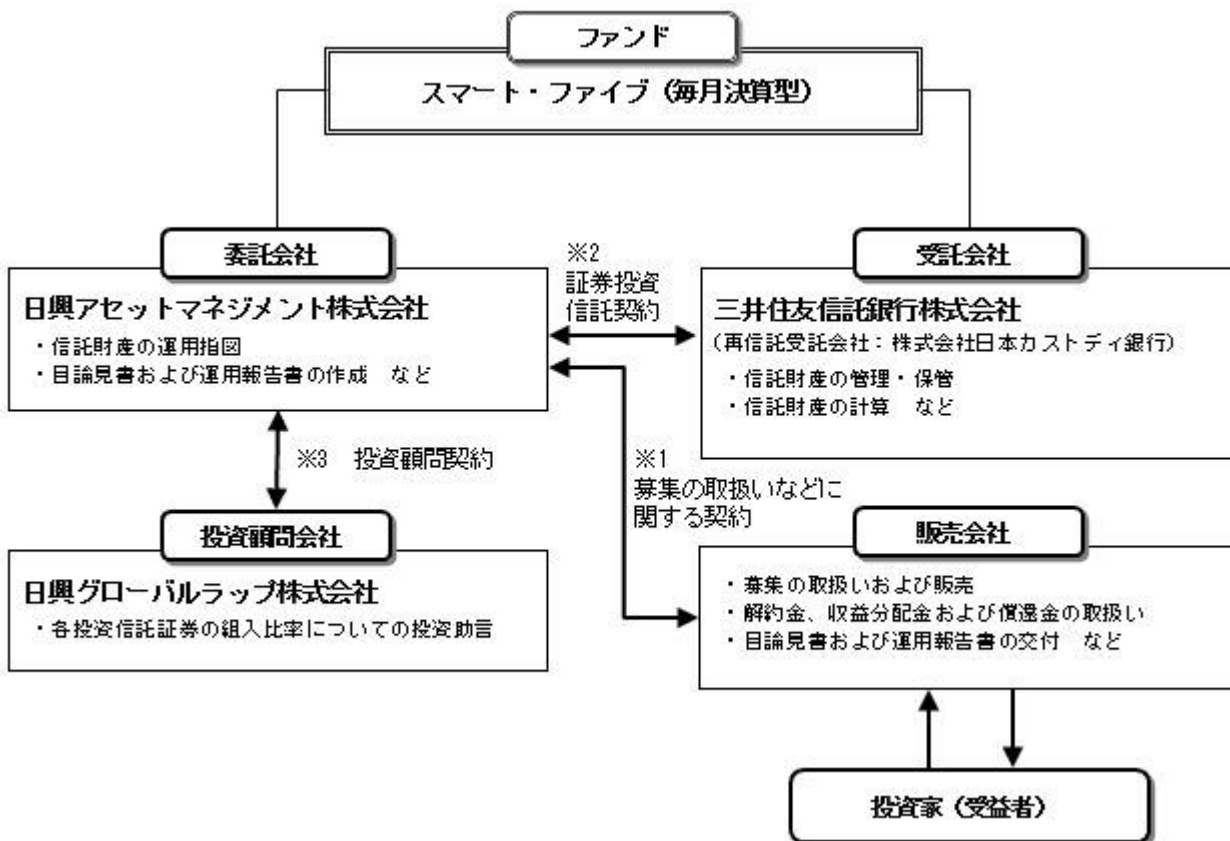 ファンド
スマート・ファイブ（毎月決算型）
委託会社
日興アセットマネジメント株式会社
・信託財産の運用指図
・目論見書および運用報告書の作成　など
※2
証券投資
信託契約
受託会社
三井住友信託銀行株式会社
（再信託受託会社：株式会社日本カストディ銀行）
・信託財産の管理・保管
・信託財産の計算　など
※3　投資顧問契約
※1
募集の取扱いなどに
関する契約
投資顧問会社
日興グローバルラップ株式会社
・各投資信託証券の組入比率についての投資助言
販売会社
・募集の取扱いおよび販売
・解約金、収益分配金および償還金の取扱い
・目論見書および運用報告書の交付　など
投資家（受益者）